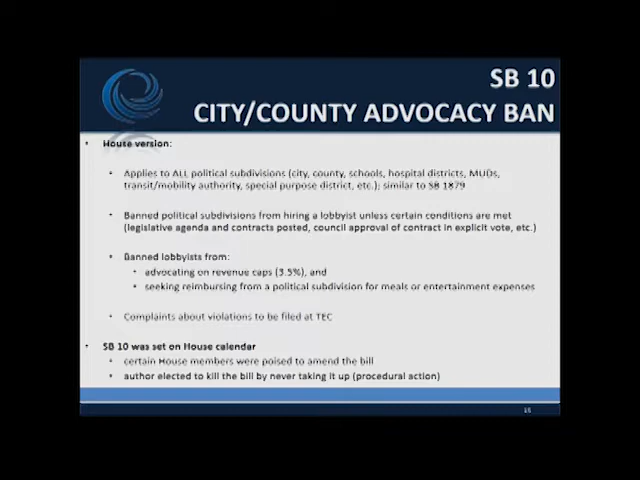 SB 10
CITY/COUNTY ADVOCACY BAN
• House version:
• Applies to ALL political subdivisions (city, county, schools, hospital districts, MUDs,
transit/mobility authority, special purpose district, etc.); similar to SB 1879
• Banned political subdivisions from hiring a lobbyist unless certain conditions are met
(legislative agenda and contracts posted, council approval of contract in explicit vote, etc.)
• Banned lobbyists from:
• advocating on revenue caps (3.5%), and
• seeking reimbursing from a political subdivision for meals or entertainment expenses
• Complaints about violations to be filed at TEC
• SB 10 was set on House calendar
• certain House members were poised to amend the bill
• author elected to kill the bill by never taking it up (procedural action)
15